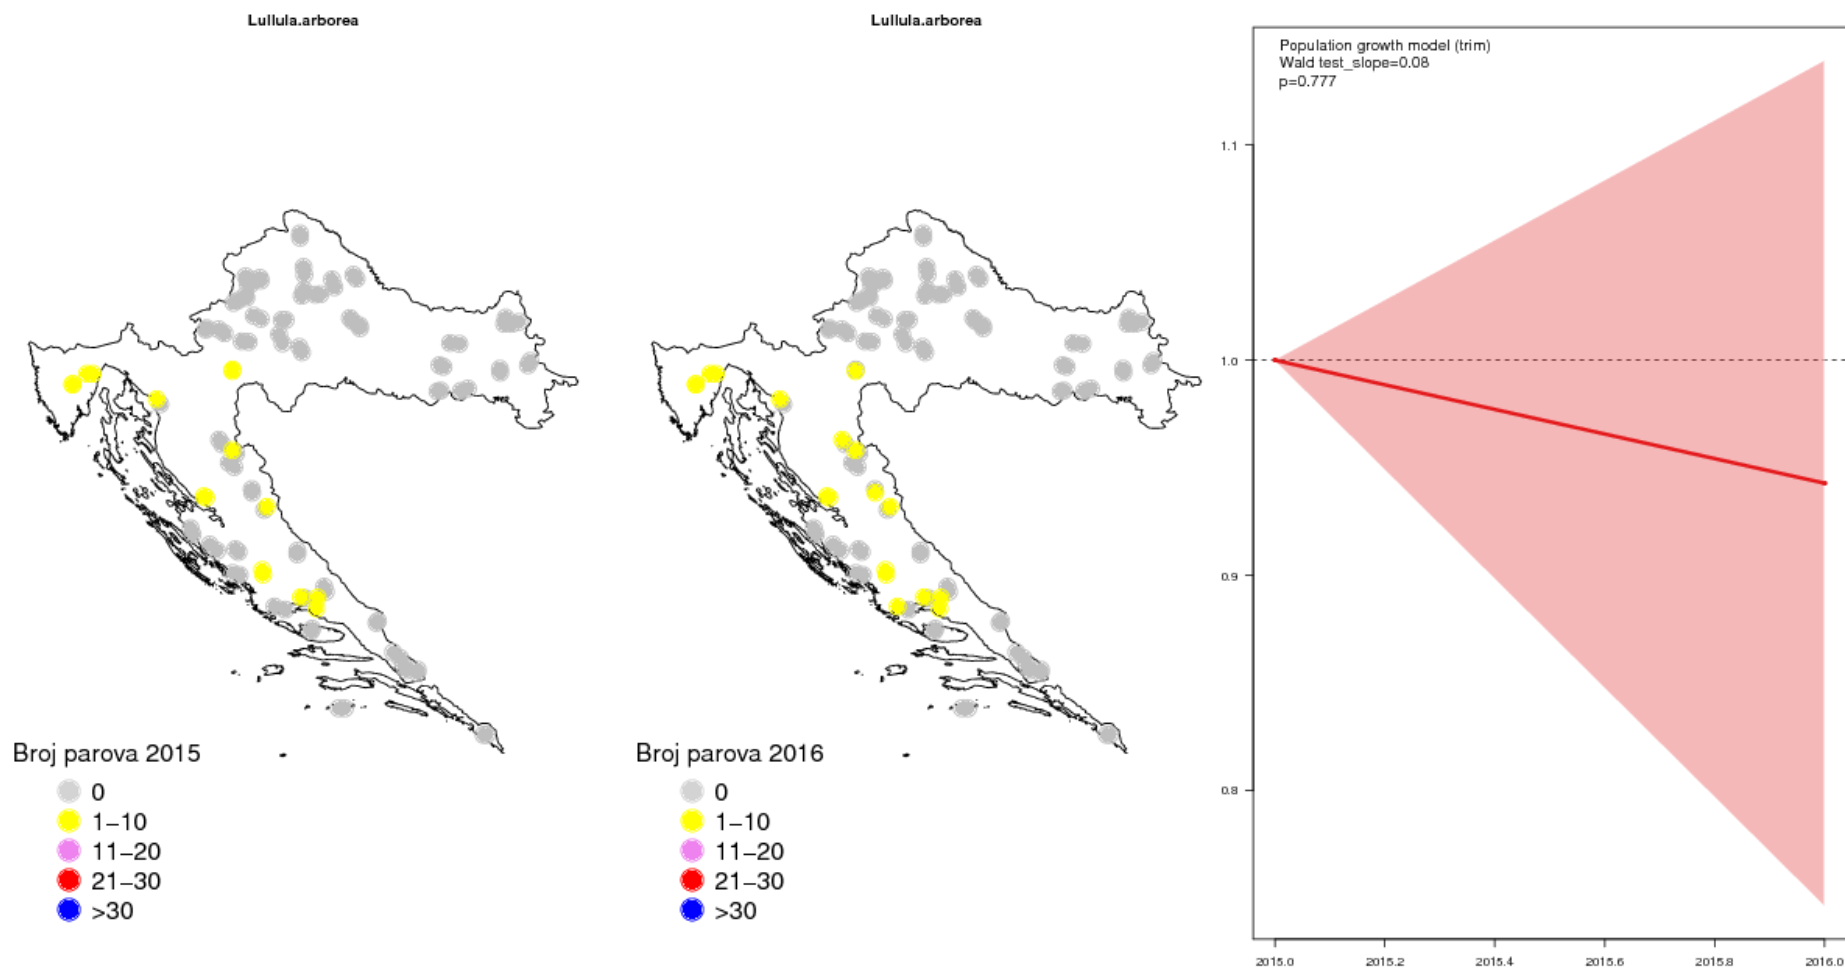 Lullula.arborea
Broj parova 2015
0
1–10
11–20
21–30
>30
Lullula.arborea
Broj parova 2016
0
1–10
11–20
21–30
>30
Population growth model (trim)
Wald test_slope=0.08
p=0.777
1.1
1.0
0.9
0.8
2015.0 2015.2 2015.4 2015.6 2015.8 2016.0